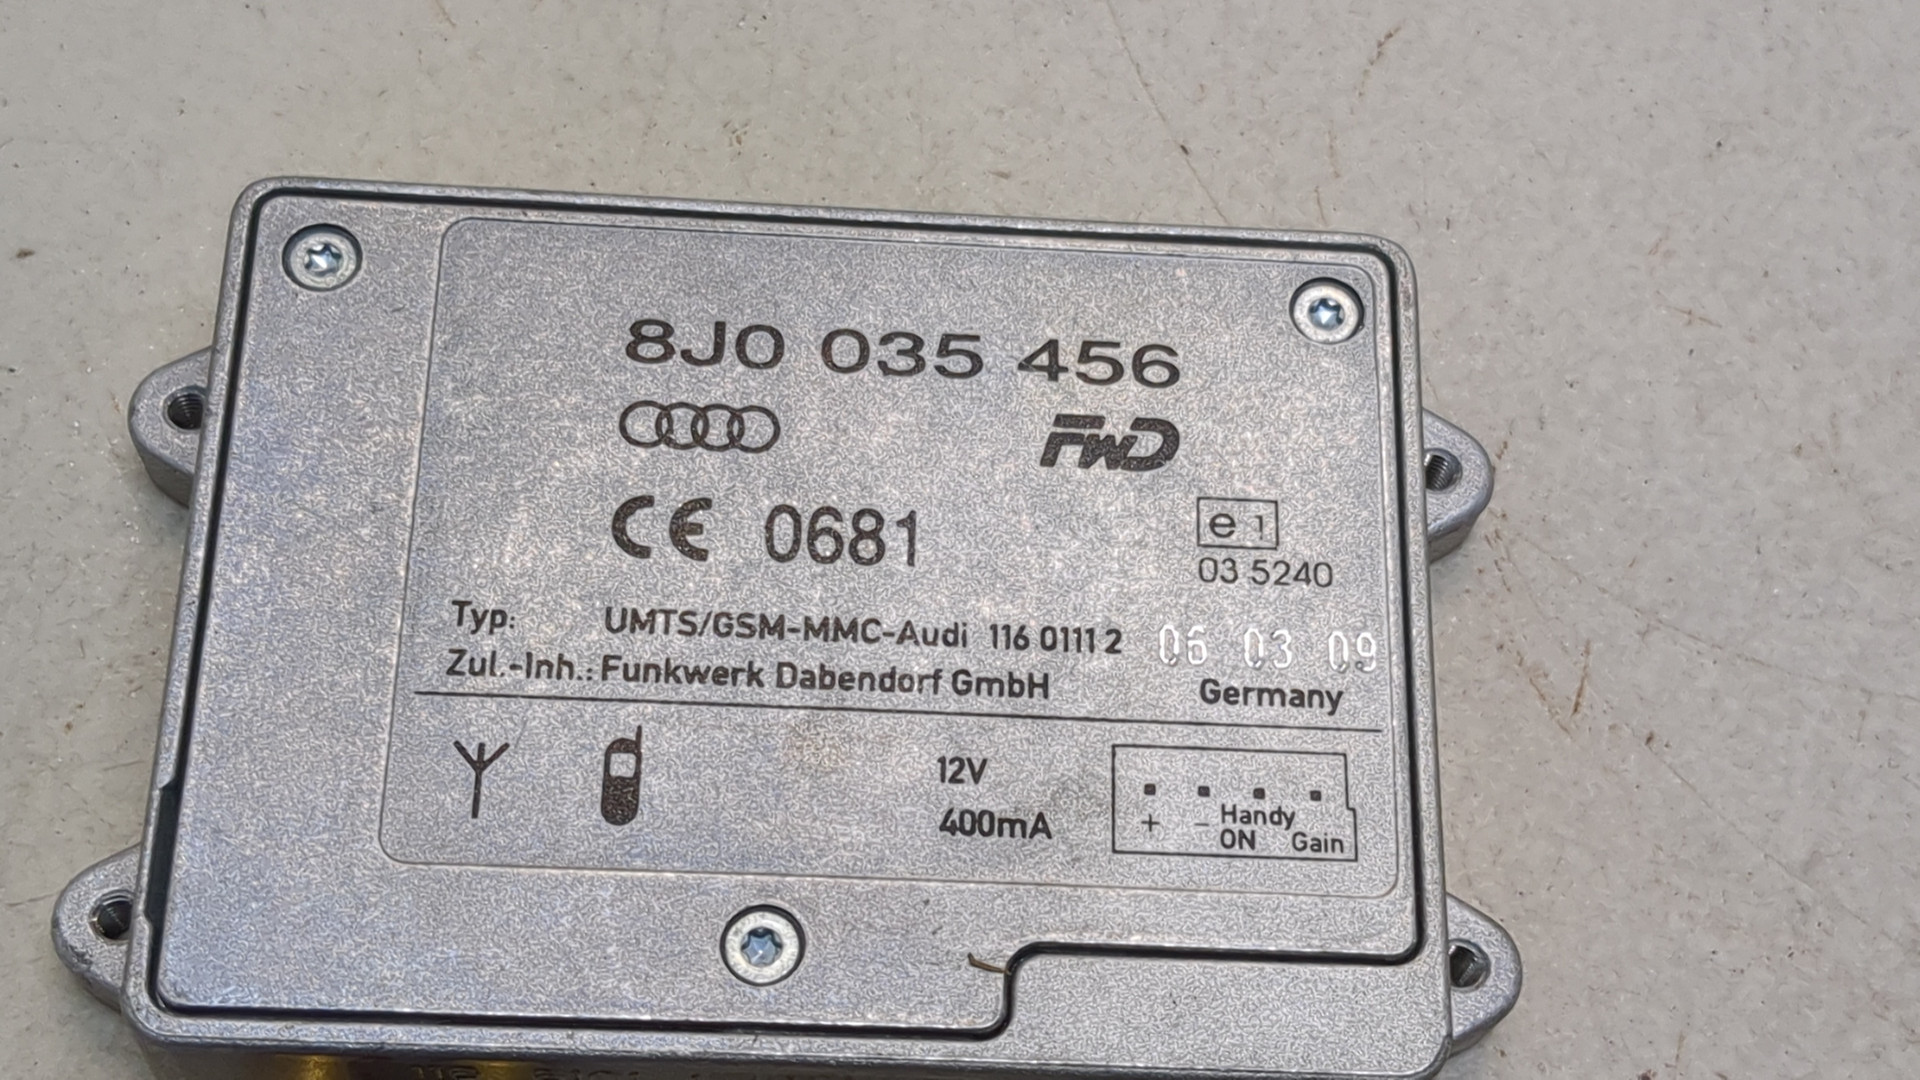 8J0 035 456
FWD
CE 0681
e 1
03 5240
Typ: UMTS/GSM-MMC-Audi 116 0111 2 06 03 09
Zul.-Inh.: Funkwerk Dabendorf GmbH Germany
12V
400mA
+ - Handy
ON Gain